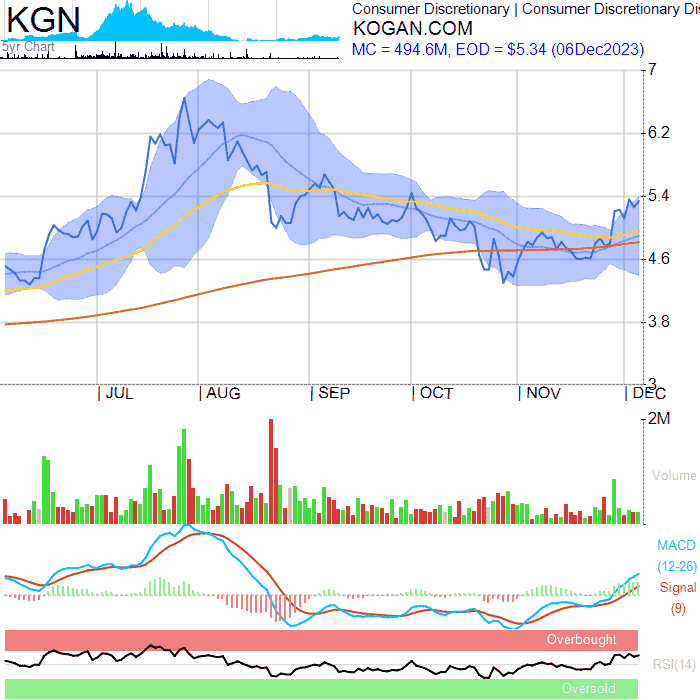 KGN
5yr Chart
Consumer Discretionary | Consumer Discretionary Dis
KOGAN.COM
MC = 494.6M, EOD = $5.34 (06Dec2023)
7
6.2
5.4
4.6
3.8
3
JUL AUG SEP OCT NOV DEC
2M
Volume
MACD
(12-26)
Signal
(9)
Overbought
RSI(14)
Oversold